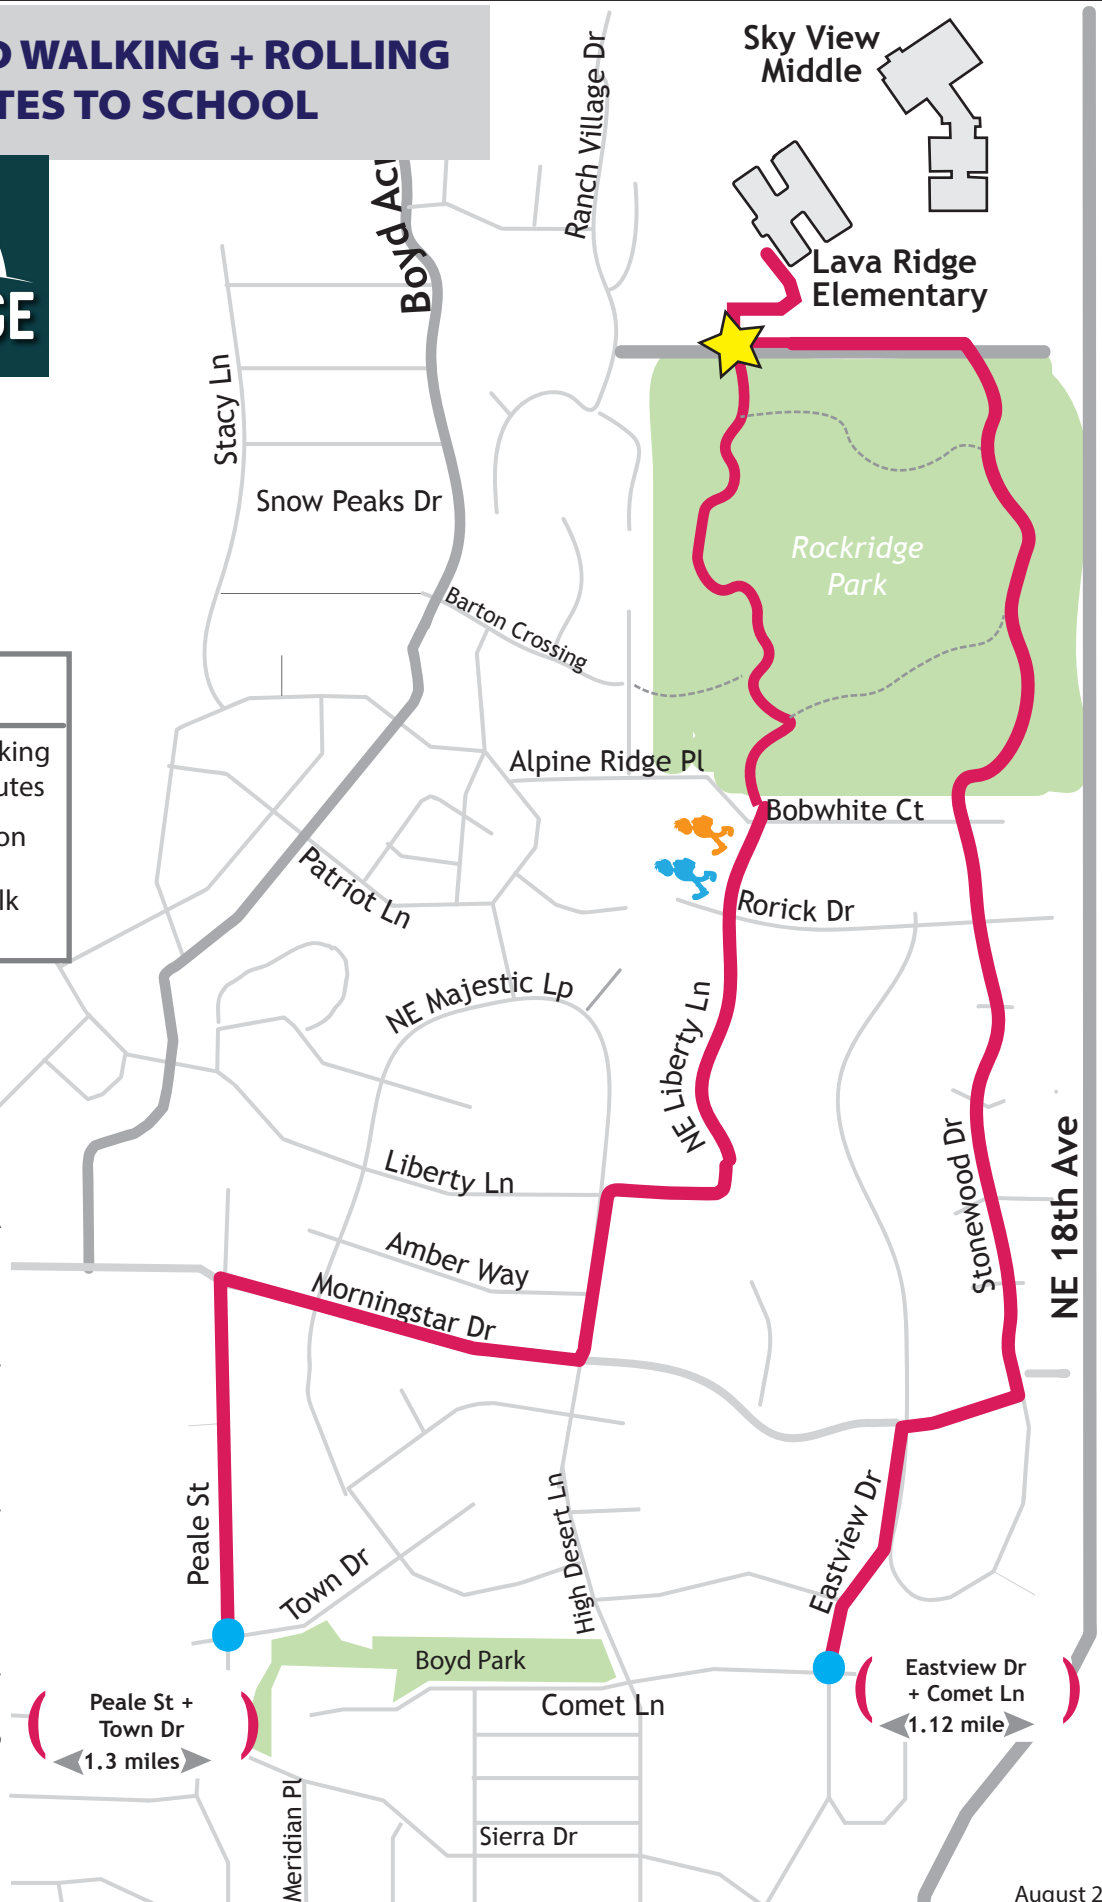 D WALKING + ROLLING
TES TO SCHOOL
GE
king
utes
on
lk
Sky View
Middle
Ranch Village Dr
Boyd Acr
Lava Ridge
Elementary
Stacy Ln
Snow Peaks Dr
Rockridge
Park
Barton Crossing
Alpine Ridge Pl
Bobwhite Ct
Patriot Ln
Rorick Dr
NE Majestic Lp
NE Liberty Ln
Liberty Ln
Stonewood Dr
NE 18th Ave
Amber Way
Morningstar Dr
Peale St
High Desert Ln
Eastview Dr
Town Dr
Boyd Park
Comet Ln
Peale St +
Town Dr
1.3 miles
Eastview Dr
+ Comet Ln
1.12 mile
Meridian Pl
Sierra Dr
August 2